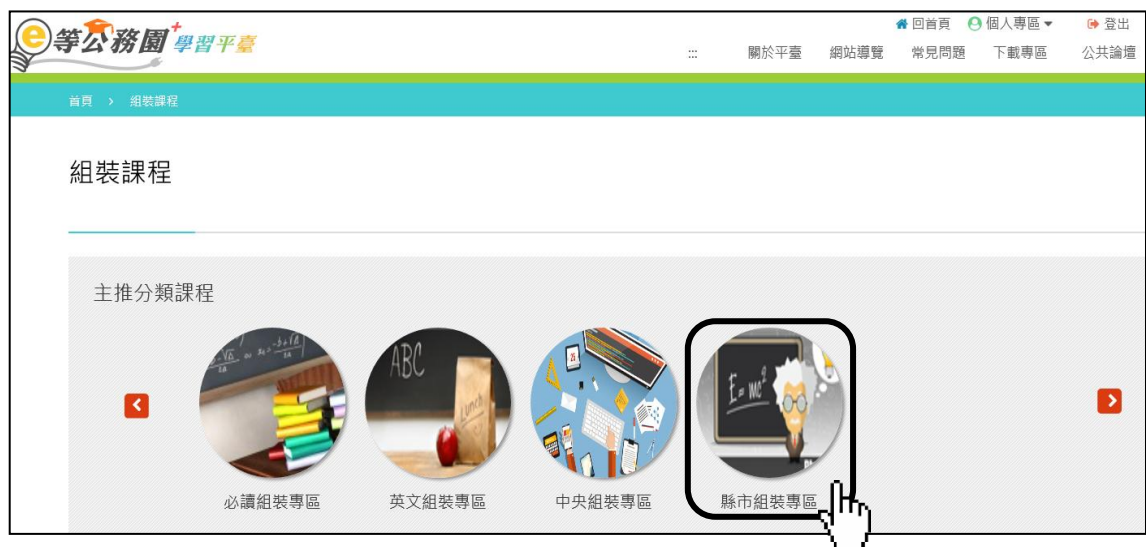 e等公務園+學習平臺
回首頁 個人專區 登出
::: 關於平臺 網站導覽 常見問題 下載專區 公共論壇
首頁 > 組裝課程
組裝課程
主推分類課程
ABC
Lunch
E=mc²
必讀組裝專區 英文組裝專區 中央組裝專區 縣市組裝專區